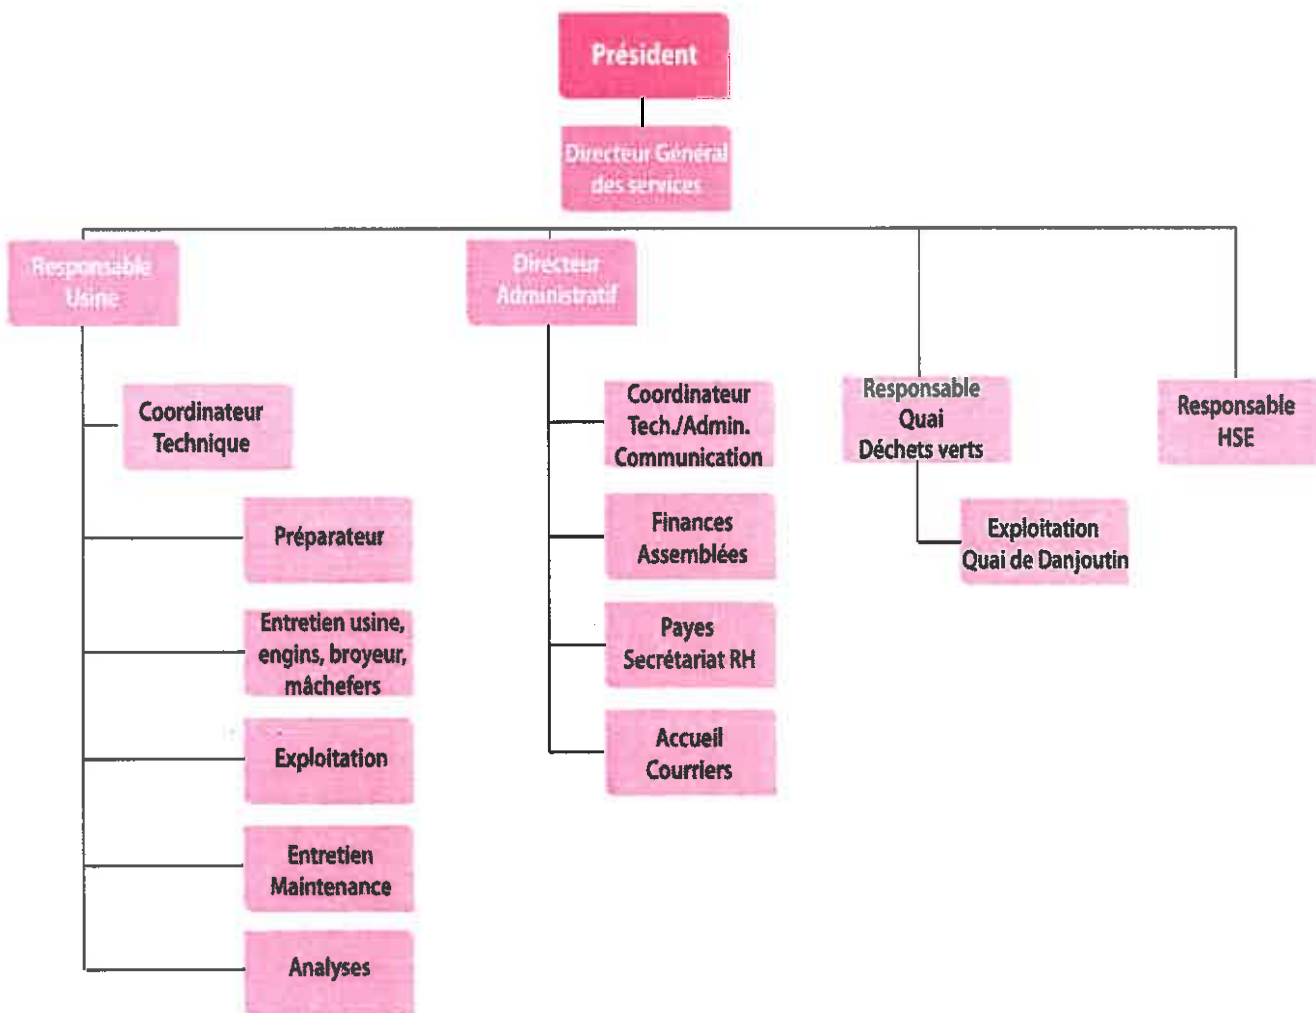 Président
Directeur Général
des services
Responsable
Usine
Directeur
Administratif
Coordinateur
Technique
Préparateur
Entretien usine,
engins, broyeur,
mâchefers
Exploitation
Entretien
Maintenance
Analyses
Coordinateur
Tech./Admin.
Communication
Finances
Assemblées
Payes
Secrétariat RH
Accueil
Courriers
Responsable
Quai
Déchets verts
Exploitation
Quai de Danjoutin
Responsable
HSE